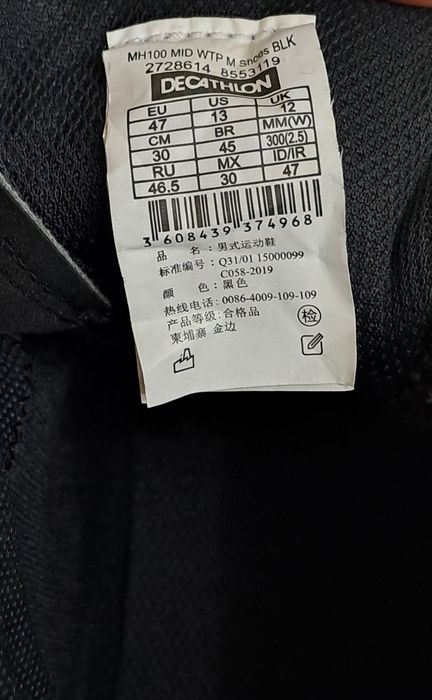 MH100 MID WTP M Shoes BLK
2728614 8553119
DECATHLON
EU US UK
47 13 12
CM BR MM(W)
30 45 300(2.5)
RU MX ID/IR
46.5 30 47
3 608439 374968
品 名：男式运动鞋
标准编号：Q31/01 15000099
C058-2019
颜 色：黑色
热线电话：0086-4009-109-109
产品等级：合格品
柬埔寨 金边
检